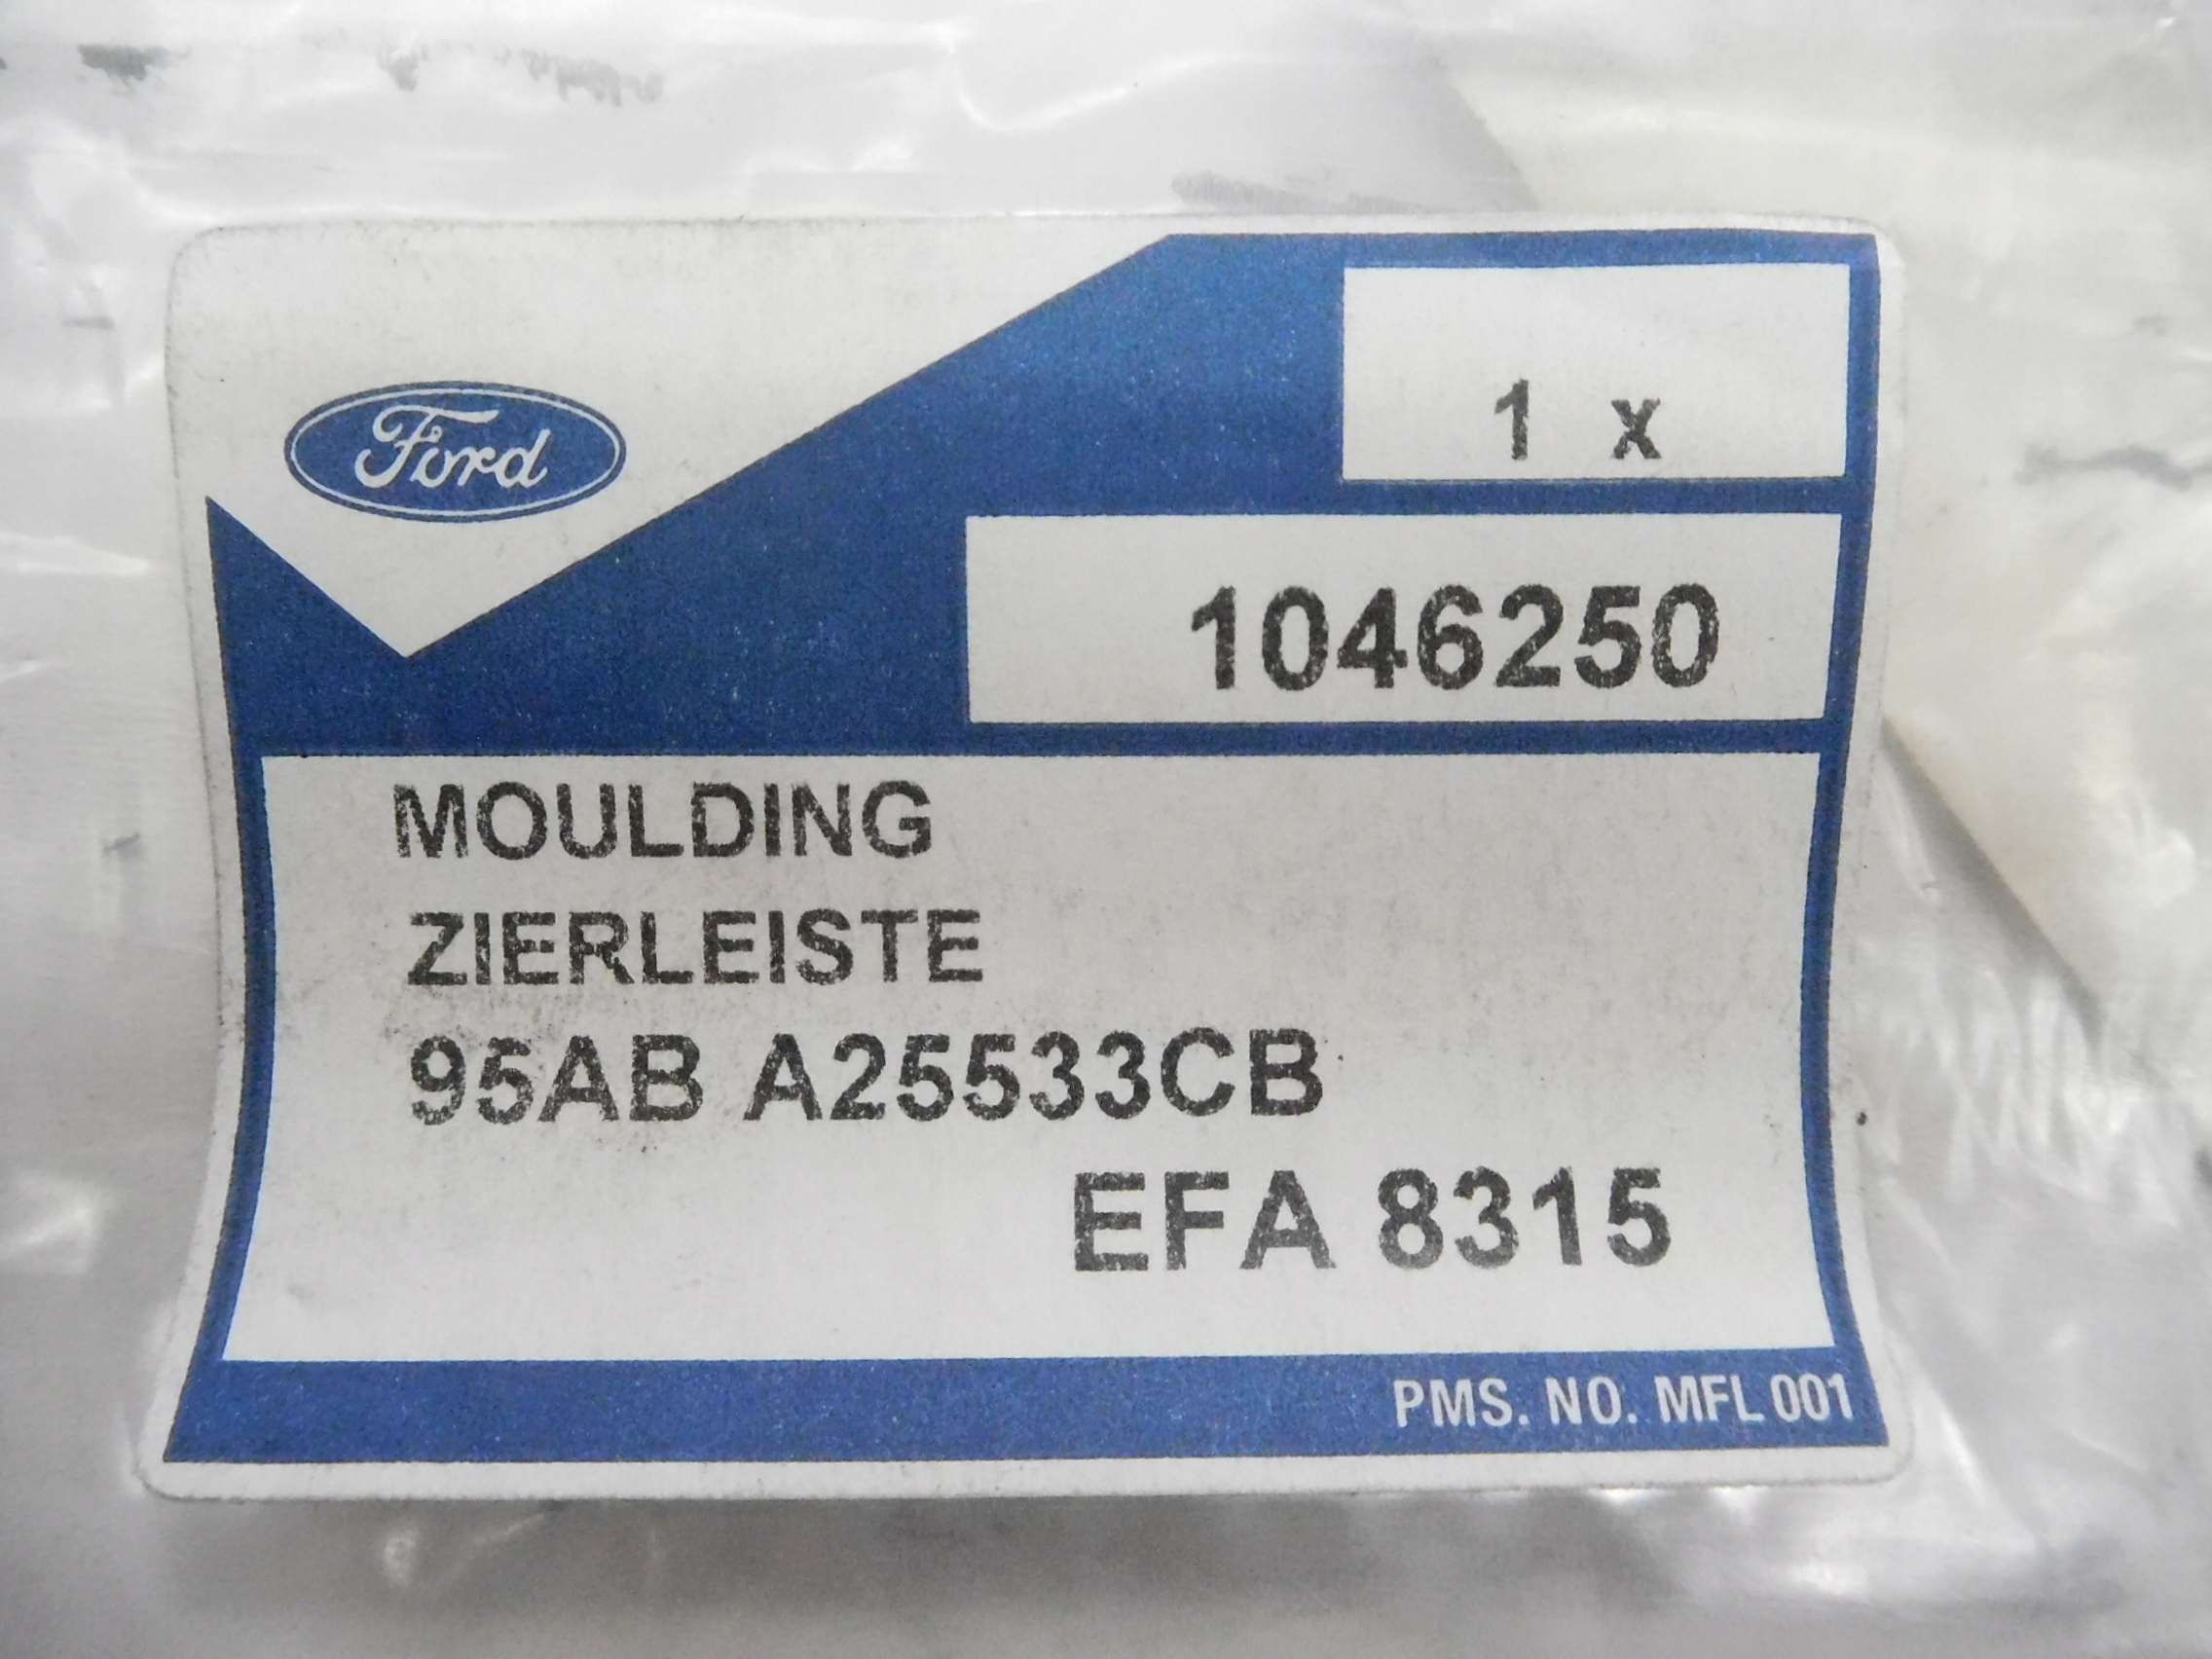 Ford
1 x
1046250
MOULDING
ZIERLEISTE
95AB A25533CB
EFA 8315
PMS. NO. MFL 001